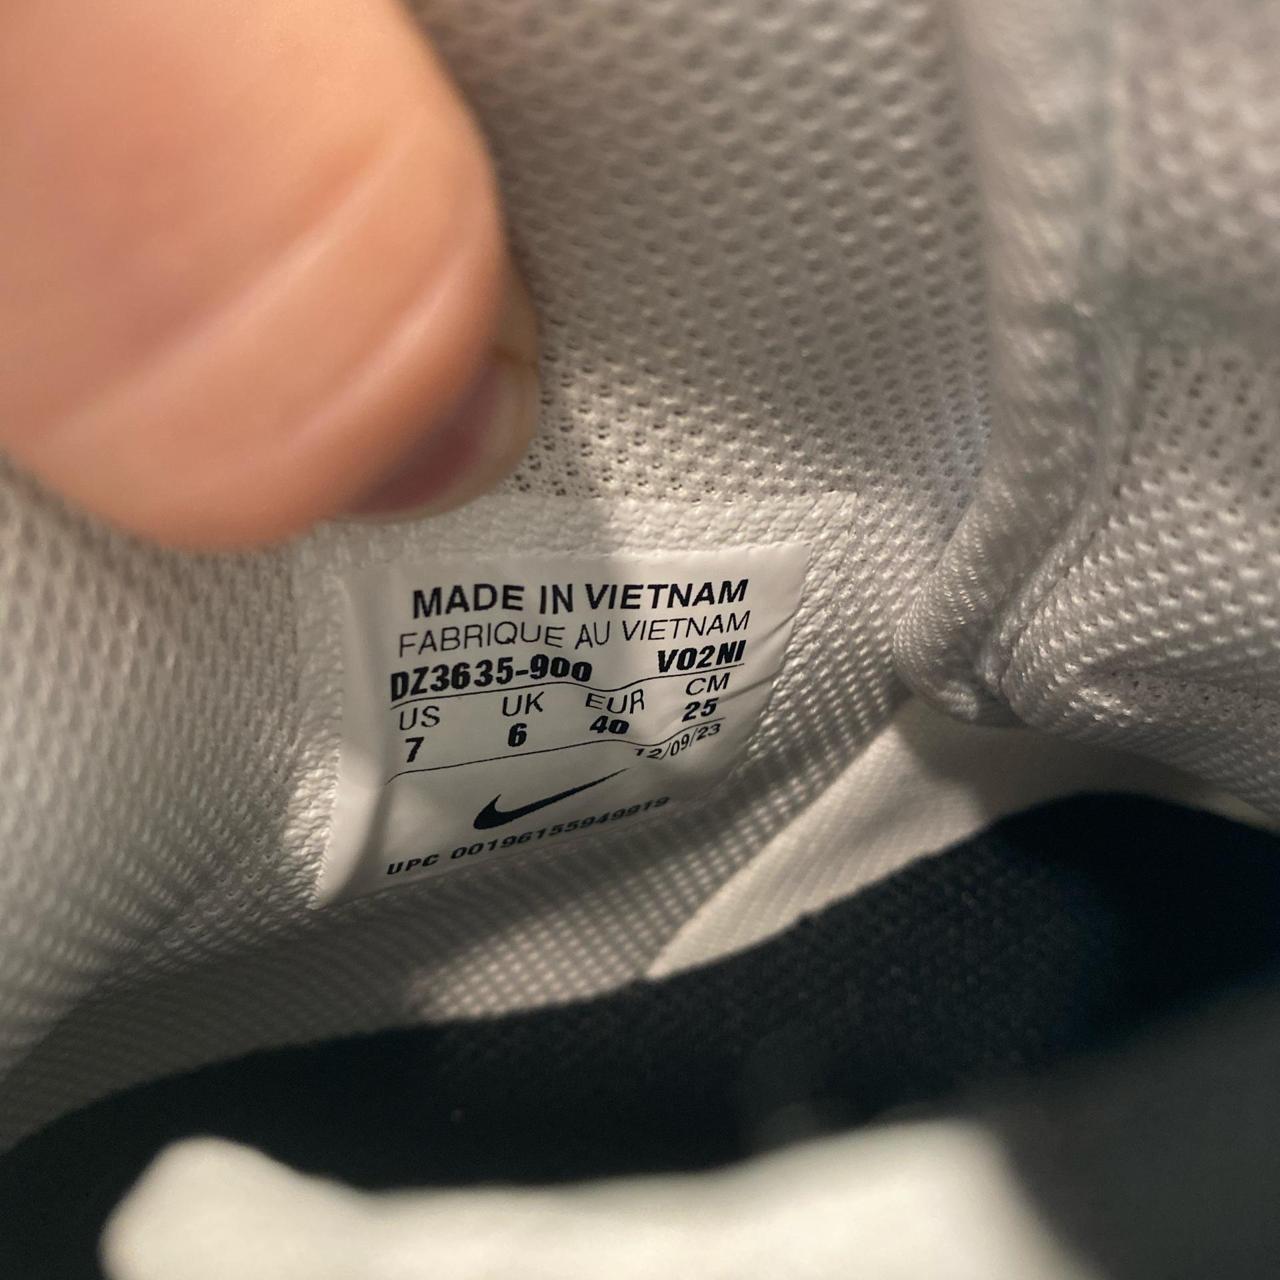 MADE IN VIETNAM
FABRIQUE AU VIETNAM
DZ3635-900 VO2NI
US UK EUR CM
7 6 40 25
12/09/23
UPC 00196155949919